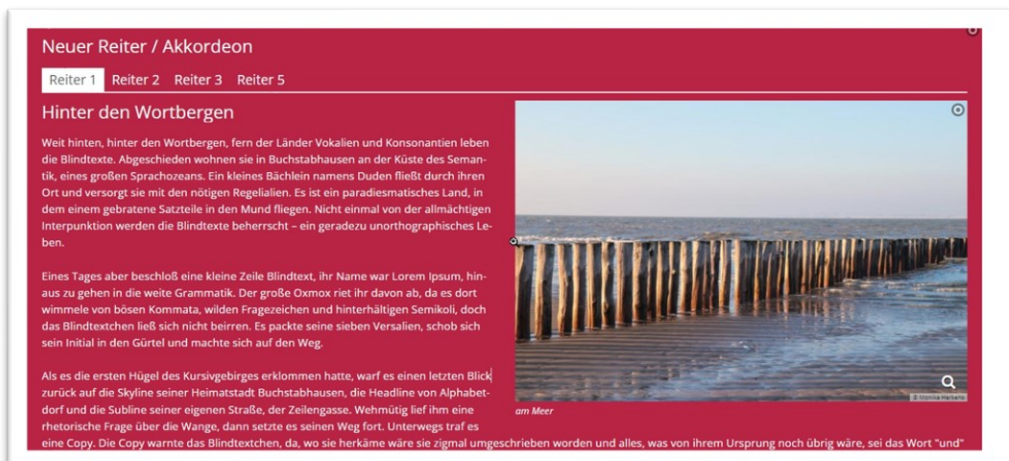 Neuer Reiter / Akkordeon
Reiter 1 Reiter 2 Reiter 3 Reiter 5
Hinter den Wortbergen
Weit hinten, hinter den Wortbergen, fern der Länder Vokalien und Konsonantien leben
die Blindtexte. Abgeschieden wohnen sie in Buchstabhausen an der Küste des Seman-
tik, eines großen Sprachozeans. Ein kleines Bächlein namens Duden fließt durch ihren
Ort und versorgt sie mit den nötigen Regelialien. Es ist ein paradiesmatisches Land, in
dem einem gebratene Satzteile in den Mund fliegen. Nicht einmal von der allmächtigen
Interpunktion werden die Blindtexte beherrscht – ein geradezu unorthographisches Le-
ben.
Eines Tages aber beschloß eine kleine Zeile Blindtext, ihr Name war Lorem Ipsum, hin-
aus zu gehen in die weite Grammatik. Der große Oxmox riet ihr davon ab, da es dort
wimmele von bösen Kommata, wilden Fragezeichen und hinterhältigen Semikoli, doch
das Blindtextchen ließ sich nicht beirren. Es packte seine sieben Versalien, schob sich
sein Initial in den Gürtel und machte sich auf den Weg.
Als es die ersten Hügel des Kursivgebirges erklommen hatte, warf es einen letzten Blick
zurück auf die Skyline seiner Heimatstadt Buchstabhausen, die Headline von Alphabet-
dorf und die Subline seiner eigenen Straße, der Zeilengasse. Wehmütig lief ihm eine
rhetorische Frage über die Wange, dann setzte es seinen Weg fort. Unterwegs traf es
eine Copy. Die Copy warnte das Blindtextchen, da, wo sie herkäme wäre sie zigmal umgeschrieben worden und alles, was von ihrem Ursprung noch übrig wäre, sei das Wort "und"
© Monika Herkens
am Meer